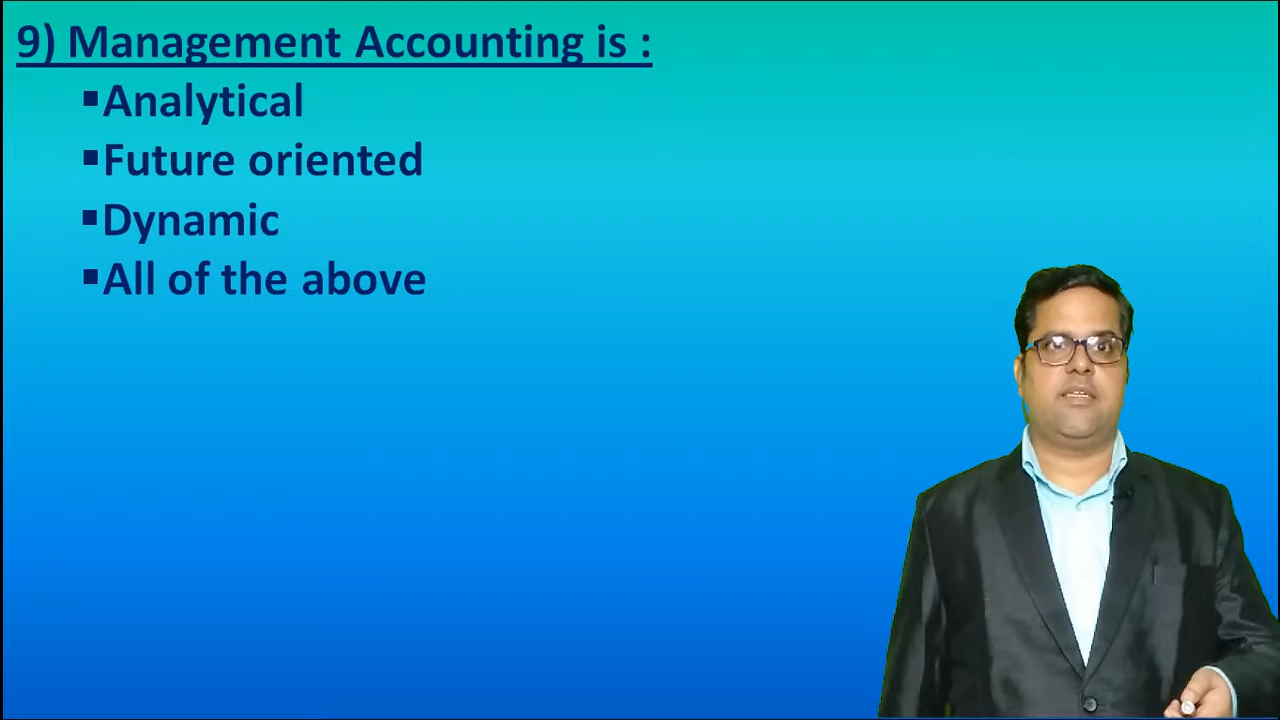 9) Management Accounting is :
▪Analytical
▪Future oriented
▪Dynamic
▪All of the above